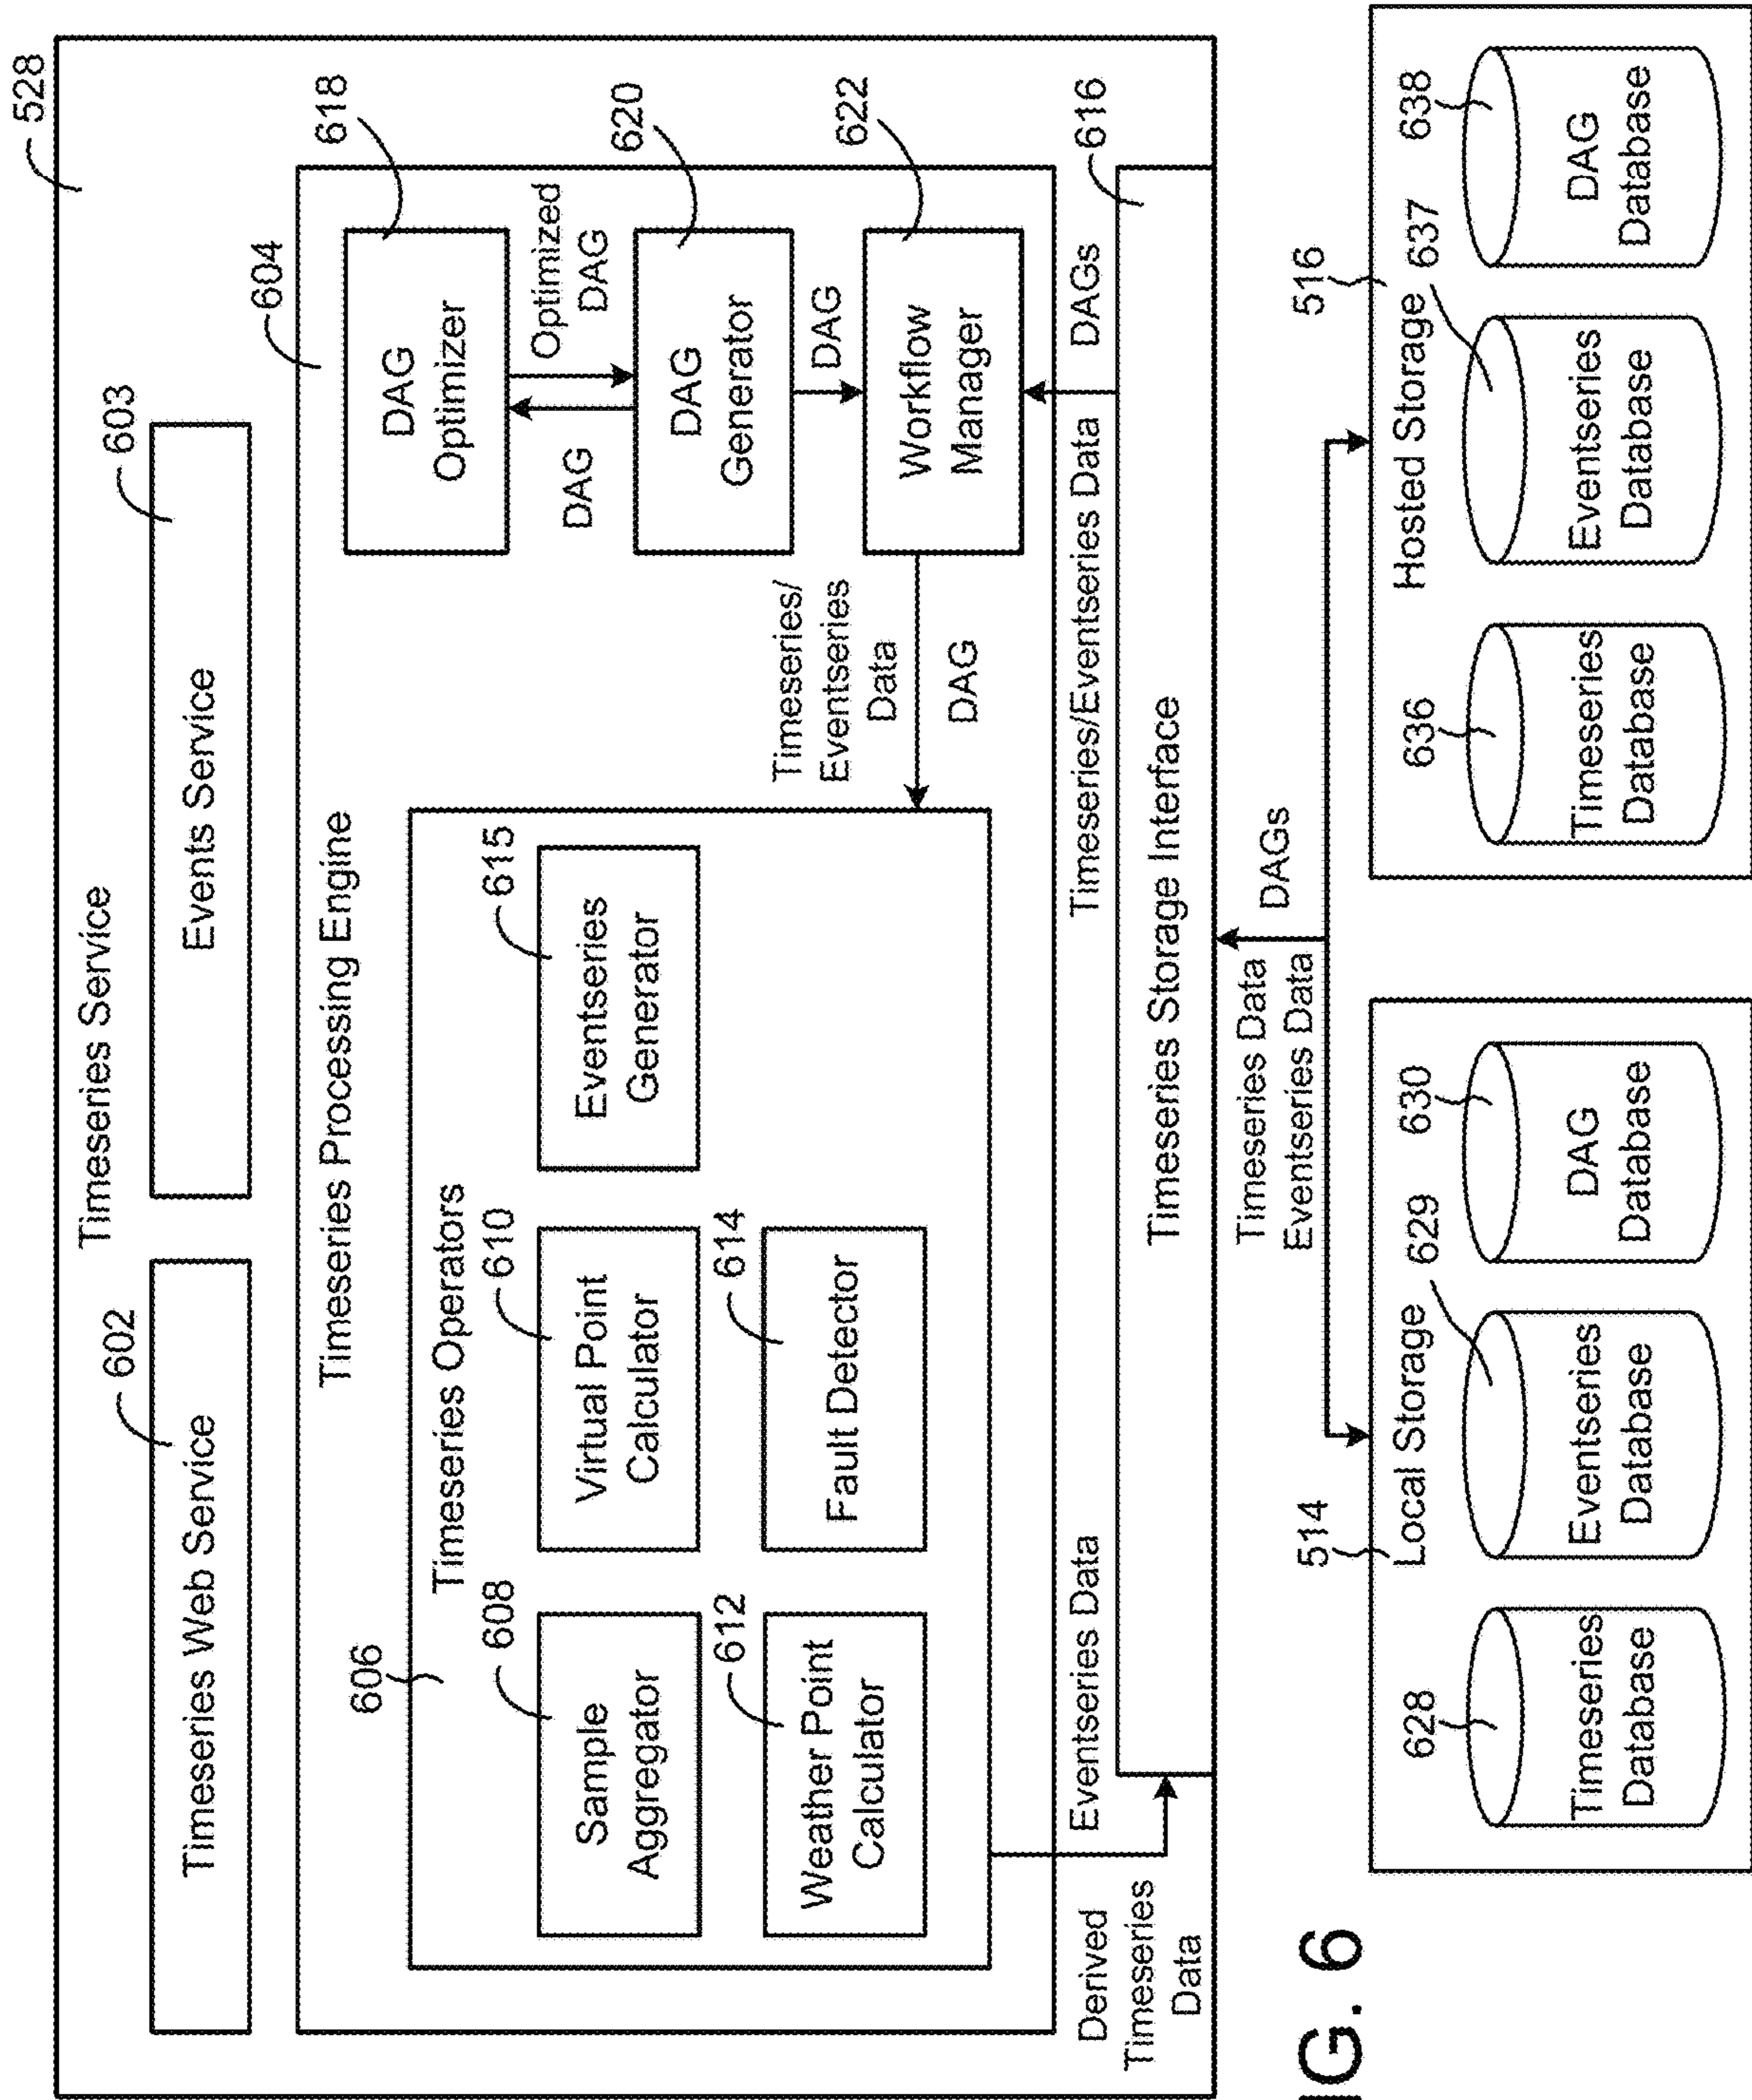 528
Timeseries Service
602
603
Timeseries Web Service
Events Service
604
Timeseries Processing Engine
606
Timeseries Operators
608
610
615
Sample
Aggregator
Virtual Point
Calculator
Eventseries
Generator
612
614
Weather Point
Calculator
Fault Detector
618
DAG
Optimizer
DAG
Optimized
DAG
620
DAG
Generator
DAG
622
Workflow
Manager
Timeseries/
Eventseries
Data
DAG
Derived
Timeseries
Data
Eventseries Data
Timeseries/Eventseries Data
DAGs
616
Timeseries Storage Interface
Timeseries Data
Eventseries Data
DAGs
514
Local Storage
628
629
630
Timeseries
Database
Eventseries
Database
DAG
Database
516
Hosted Storage
636
637
638
Timeseries
Database
Eventseries
Database
DAG
Database
IG. 6